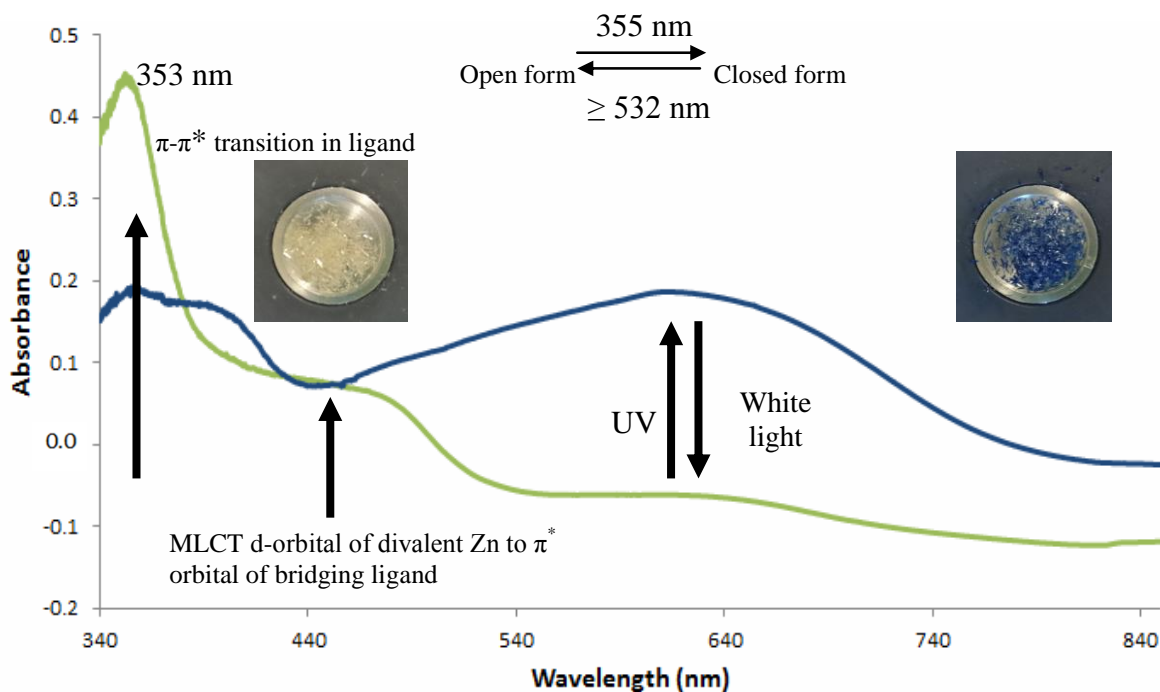 0.5
0.4
0.3
0.2
0.1
0.0
-0.1
-0.2
Absorbance
353 nm
π-π* transition in ligand
355 nm
Open form
Closed form
≥ 532 nm
UV
White
light
MLCT d-orbital of divalent Zn to π*
orbital of bridging ligand
340
440
540
640
740
840
Wavelength (nm)